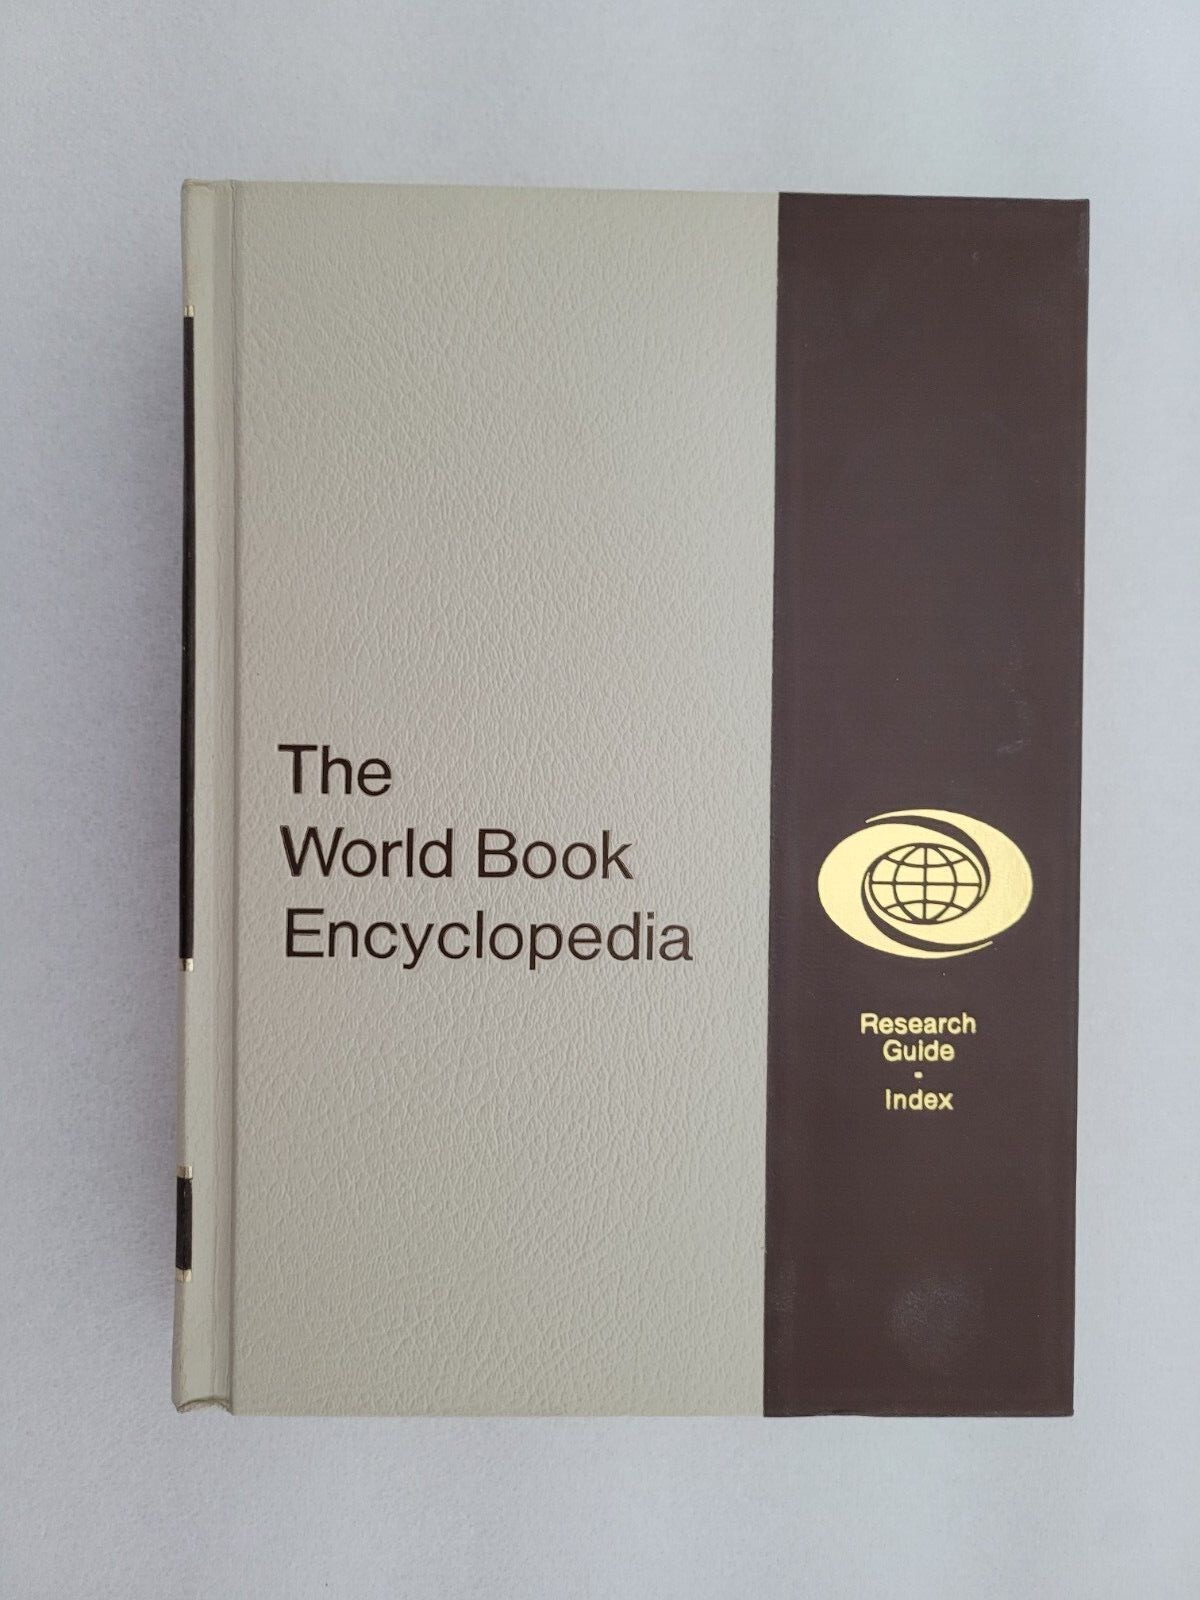 The
World Book
Encyclopedia
Research
Guide
•
Index